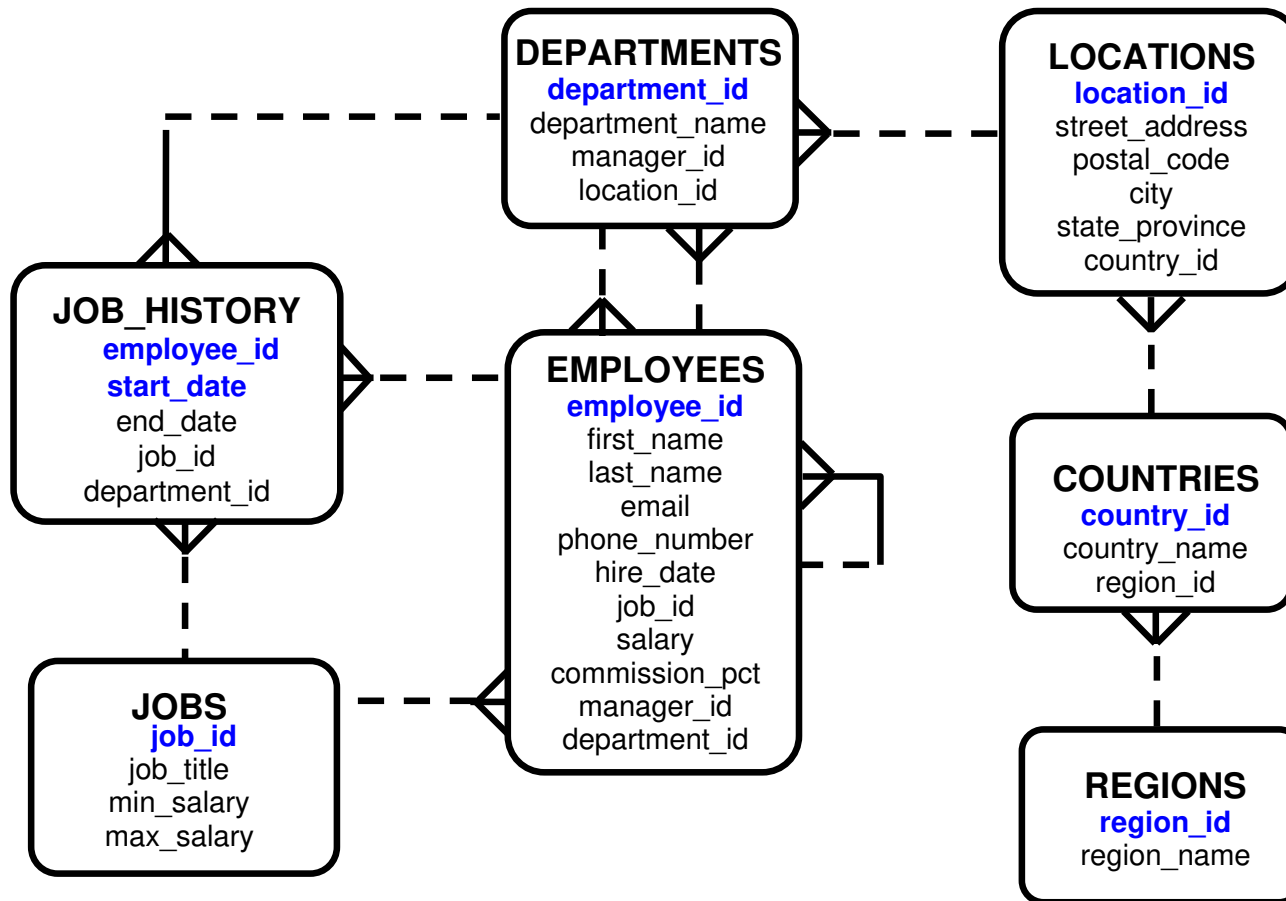 DEPARTMENTS
department_id
department_name
manager_id
location_id
LOCATIONS
location_id
street_address
postal_code
city
state_province
country_id
JOB_HISTORY
employee_id
start_date
end_date
job_id
department_id
EMPLOYEES
employee_id
first_name
last_name
email
phone_number
hire_date
job_id
salary
commission_pct
manager_id
department_id
COUNTRIES
country_id
country_name
region_id
JOBS
job_id
job_title
min_salary
max_salary
REGIONS
region_id
region_name